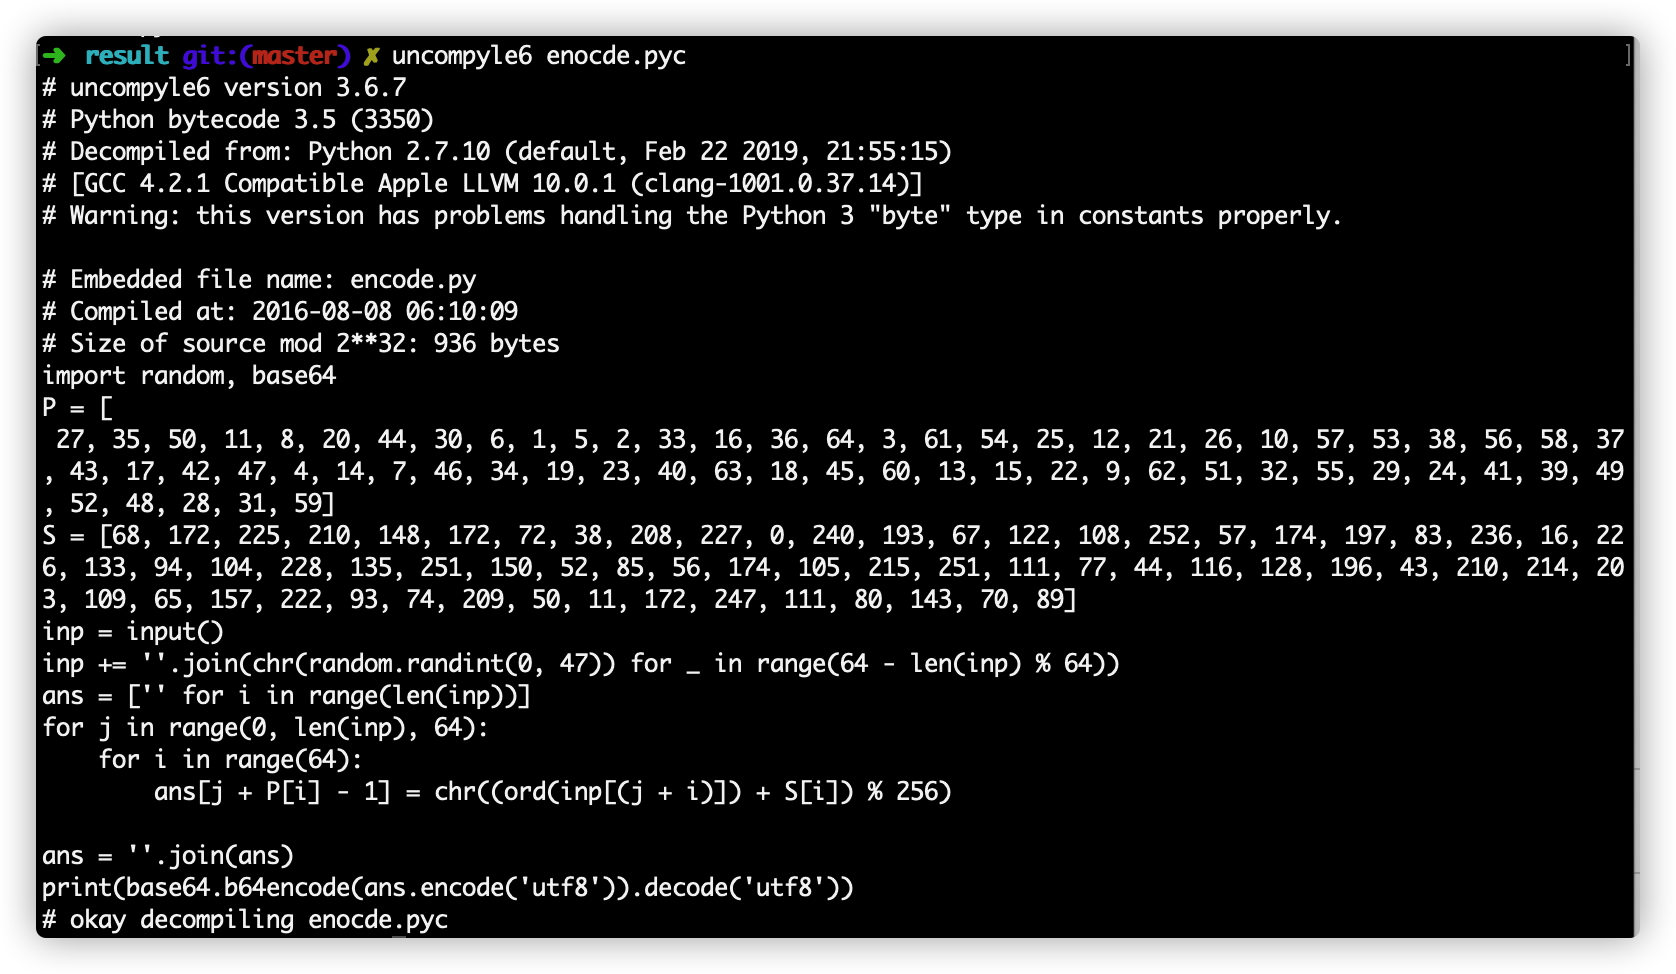 ➜ result git:(master) ✗ uncompyle6 enocde.pyc
# uncompyle6 version 3.6.7
# Python bytecode 3.5 (3350)
# Decompiled from: Python 2.7.10 (default, Feb 22 2019, 21:55:15)
# [GCC 4.2.1 Compatible Apple LLVM 10.0.1 (clang-1001.0.37.14)]
# Warning: this version has problems handling the Python 3 "byte" type in constants properly.
# Embedded file name: encode.py
# Compiled at: 2016-08-08 06:10:09
# Size of source mod 2**32: 936 bytes
import random, base64
P = [
 27, 35, 50, 11, 8, 20, 44, 30, 6, 1, 5, 2, 33, 16, 36, 64, 3, 61, 54, 25, 12, 21, 26, 10, 57, 53, 38, 56, 58, 37
, 43, 17, 42, 47, 4, 14, 7, 46, 34, 19, 23, 40, 63, 18, 45, 60, 13, 15, 22, 9, 62, 51, 32, 55, 29, 24, 41, 39, 49
, 52, 48, 28, 31, 59]
S = [68, 172, 225, 210, 148, 172, 72, 38, 208, 227, 0, 240, 193, 67, 122, 108, 252, 57, 174, 197, 83, 236, 16, 22
6, 133, 94, 104, 228, 135, 251, 150, 52, 85, 56, 174, 105, 215, 251, 111, 77, 44, 116, 128, 196, 43, 210, 214, 20
3, 109, 65, 157, 222, 93, 74, 209, 50, 11, 172, 247, 111, 80, 143, 70, 89]
inp = input()
inp += ''.join(chr(random.randint(0, 47)) for _ in range(64 - len(inp) % 64))
ans = ['' for i in range(len(inp))]
for j in range(0, len(inp), 64):
    for i in range(64):
        ans[j + P[i] - 1] = chr((ord(inp[(j + i)]) + S[i]) % 256)
ans = ''.join(ans)
print(base64.b64encode(ans.encode('utf8')).decode('utf8'))
# okay decompiling enocde.pyc